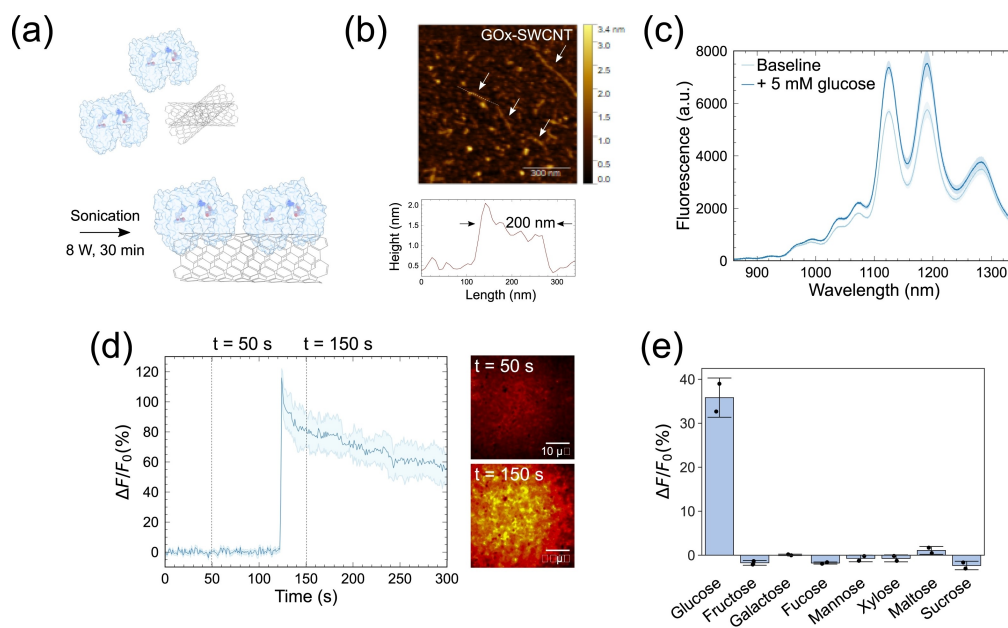 (a)
Sonication
8 W, 30 min
(b)
GOx-SWCNT
300 nm
3.4 nm
3.0
2.5
2.0
1.5
1.0
0.5
0.0
Height (nm)
2.0
1.5
1.0
0.5
200 nm
0 100 200 300
Length (nm)
(c)
Fluorescence (a.u.)
8000
6000
4000
2000
0
Baseline
+ 5 mM glucose
900 1000 1100 1200 1300
Wavelength (nm)
(d)
t = 50 s t = 150 s
ΔF/F0(%)
120
100
80
60
40
20
0
0 50 100 150 200 250 300
Time (s)
t = 50 s
10 μ□
t = 150 s
□□ □□
(e)
ΔF/F0(%)
40
30
20
10
0
Glucose
Fructose
Galactose
Fucose
Mannose
Xylose
Maltose
Sucrose